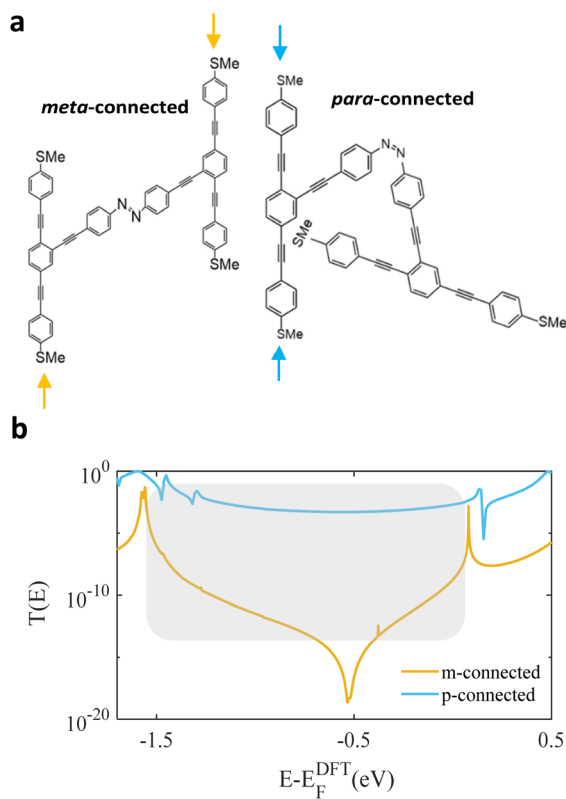 a
meta-connected
para-connected
SMe
SMe
SMe
SMe
N=N
N=N
SMe
SMe
SMe
SMe
b
T(E)
10^0
10^-10
10^-20
-1.5
-0.5
0.5
E-E_F^DFT(eV)
m-connected
p-connected